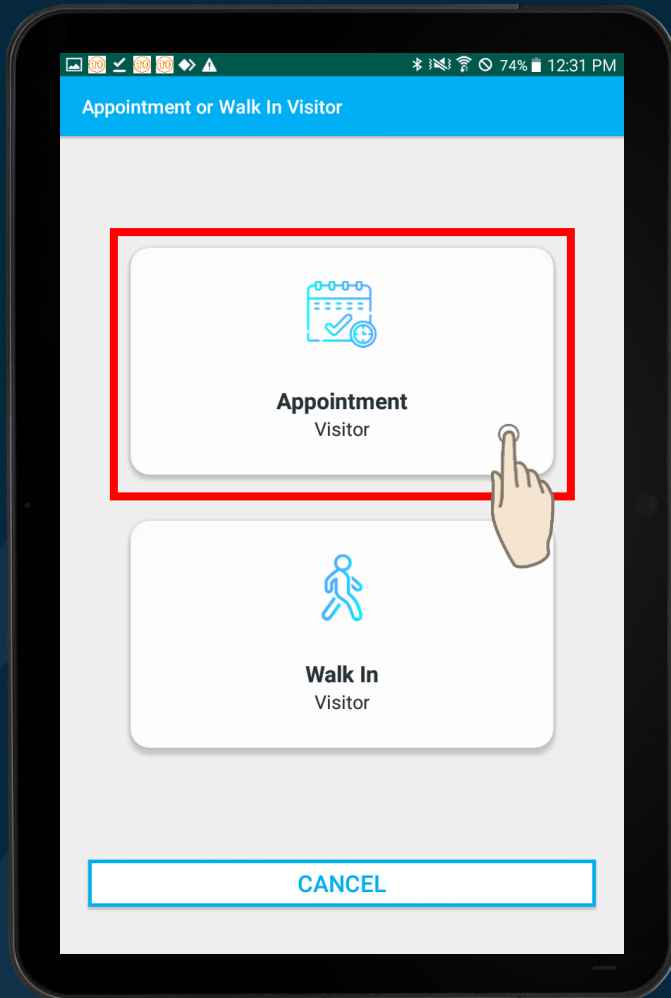 74% 12:31 PM
Appointment or Walk In Visitor
Appointment
Visitor
Walk In
Visitor
CANCEL